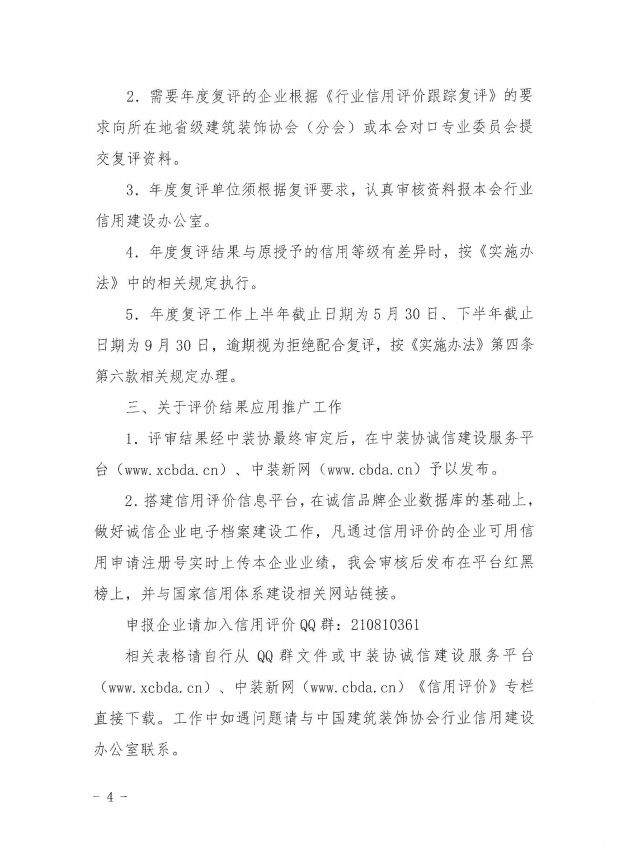 2．需要年度复评的企业根据《行业信用评价跟踪复评》的要
求向所在地省级建筑装饰协会（分会）或本会对口专业委员会提
交复评资料。
3．年度复评单位须根据复评要求，认真审核资料报本会行业
信用建设办公室。
4．年度复评结果与原授予的信用等级有差异时，按《实施办
法》中的相关规定执行。
5．年度复评工作上半年截止日期为 5 月 30 日、下半年截止
日期为 9 月 30 日，逾期视为拒绝配合复评，按《实施办法》第四条
第六款相关规定办理。
三、关于评价结果应用推广工作
1．评审结果经中装协最终审定后，在中装协诚信建设服务平
台（www.xcbda.cn）、中装新网（www.cbda.cn）予以发布。
2．搭建信用评价信息平台，在诚信品牌企业数据库的基础上，
做好诚信企业电子档案建设工作，凡通过信用评价的企业可用信
用申请注册号实时上传本企业业绩，我会审核后发布在平台红黑
榜上，并与国家信用体系建设相关网站链接。
申报企业请加入信用评价 QQ 群：210810361
相关表格请自行从 QQ 群文件或中装协诚信建设服务平台
（www.xcbda.cn）、中装新网（www.cbda.cn）《信用评价》专栏
直接下载。工作中如遇问题请与中国建筑装饰协会行业信用建设
办公室联系。
- 4 -